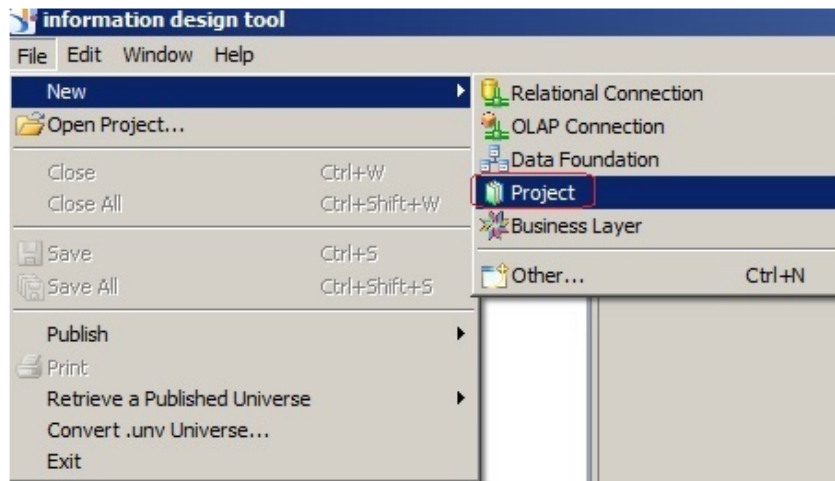 information design tool
File Edit Window Help
New
Open Project...
Close Ctrl+W
Close All Ctrl+Shift+W
Save Ctrl+S
Save All Ctrl+Shift+S
Publish
Print
Retrieve a Published Universe
Convert .unv Universe...
Exit
Relational Connection
OLAP Connection
Data Foundation
Project
Business Layer
Other... Ctrl+N